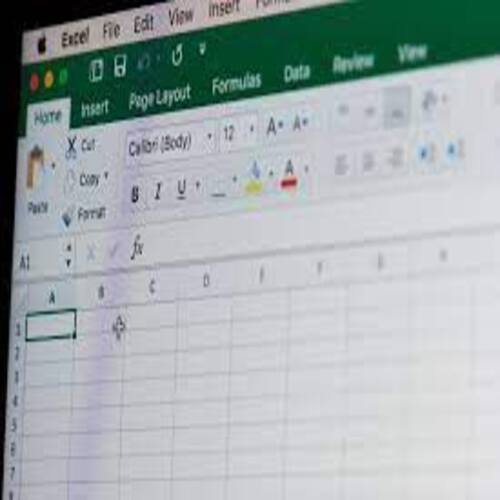 Excel File Edit View Insert
Home Insert Page Layout Formulas Data Review View
Cut
Calibri (Body) 12 A A
Copy
Paste
B I U A
Format
A1 fx
A B C D
1
2
3
4
5
6
7